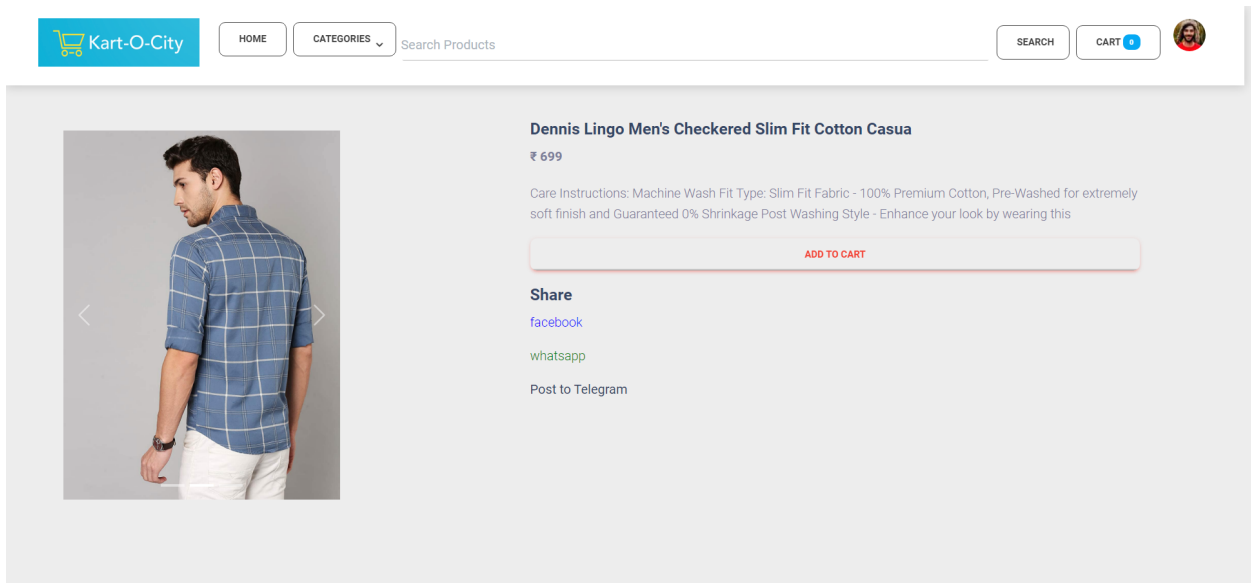 Kart-O-City
HOME
CATEGORIES
Search Products
SEARCH
CART 0
Dennis Lingo Men's Checkered Slim Fit Cotton Casua
₹ 699
Care Instructions: Machine Wash Fit Type: Slim Fit Fabric - 100% Premium Cotton, Pre-Washed for extremely
soft finish and Guaranteed 0% Shrinkage Post Washing Style - Enhance your look by wearing this
ADD TO CART
Share
facebook
whatsapp
Post to Telegram